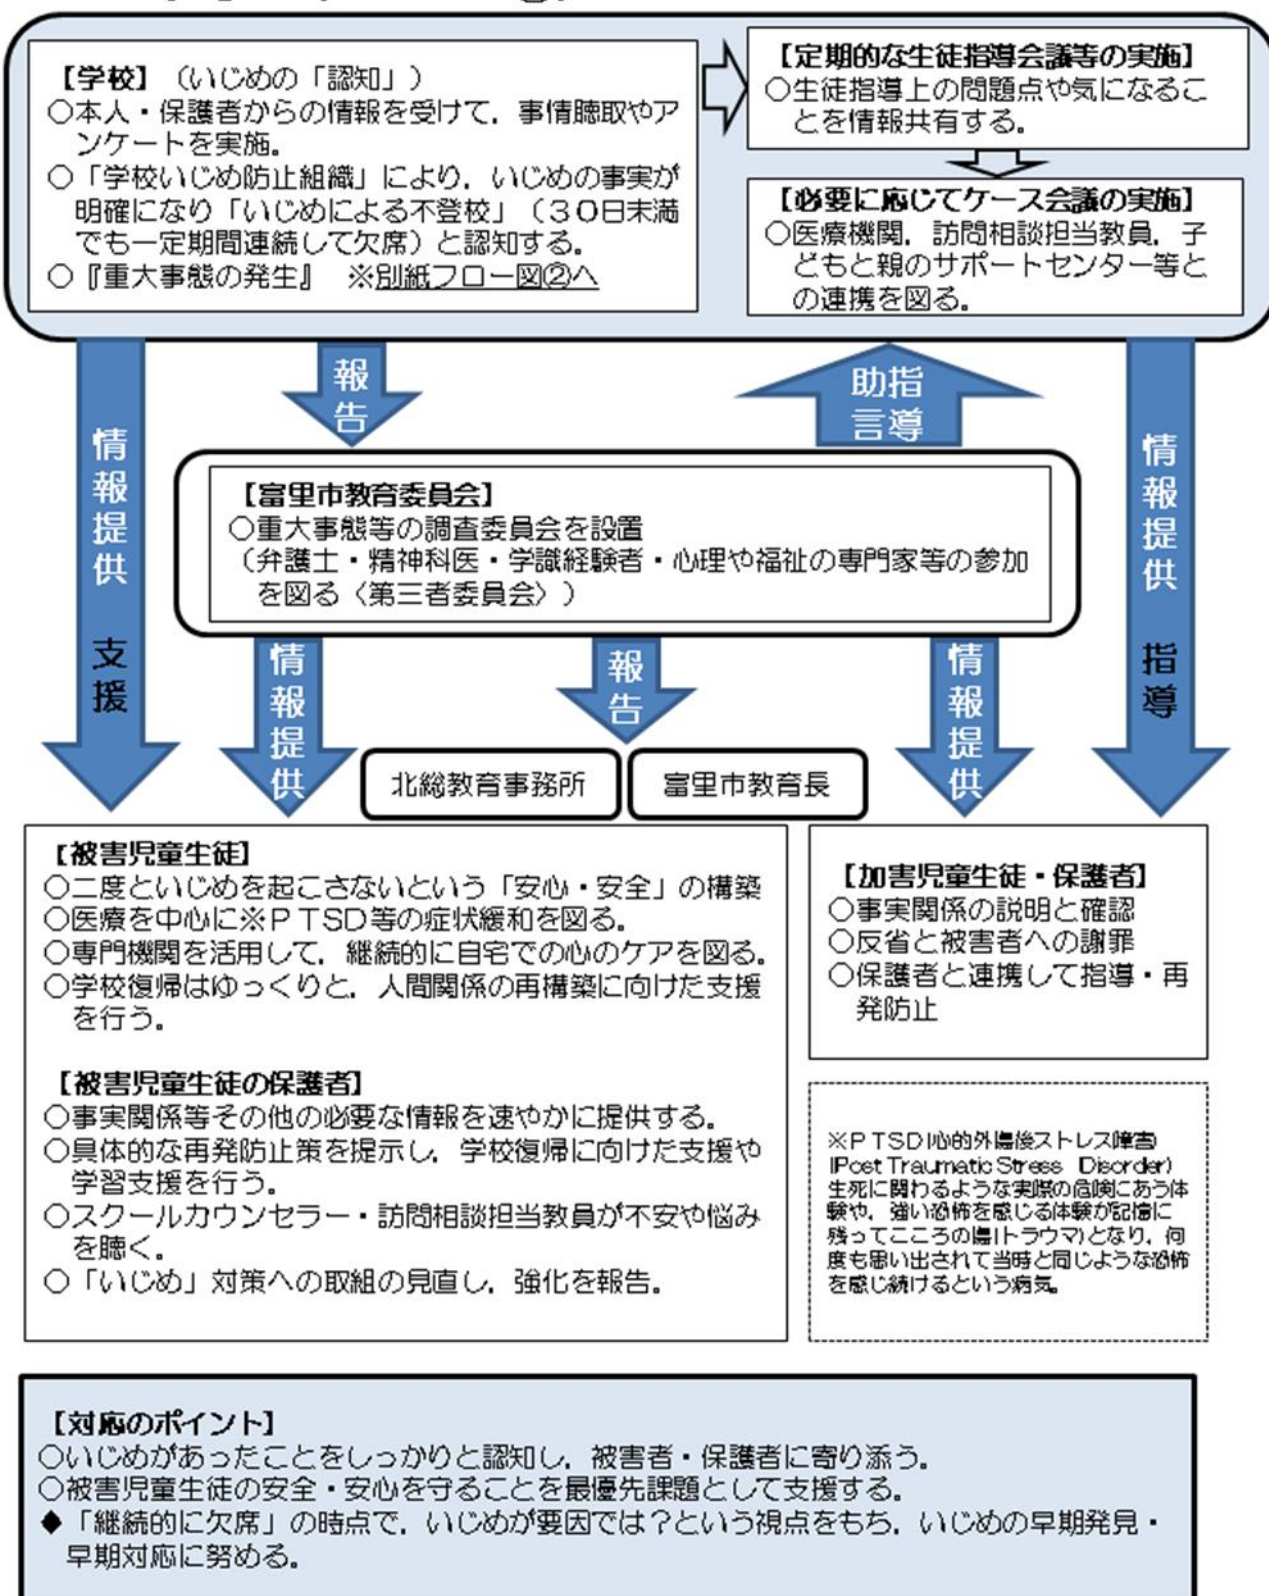 【学校】（いじめの「認知」）
○本人・保護者からの情報を受けて，事情聴取やア
ンケートを実施。
○「学校いじめ防止組織」により，いじめの事実が
明確になり「いじめによる不登校」（３０日未満
でも一定期間連続して欠席）と認知する。
○『重大事態の発生』　※別紙フロー図②へ
【定期的な生徒指導会議等の実施】
○生徒指導上の問題点や気になるこ
とを情報共有する。
【必要に応じてケース会議の実施】
○医療機関，訪問相談担当教員，子
どもと親のサポートセンター等と
の連携を図る。
情報提供　支援
報告
助言
指導
情報提供　指導
【富里市教育委員会】
○重大事態等の調査委員会を設置
（弁護士・精神科医・学識経験者・心理や福祉の専門家等の参加
を図る〈第三者委員会〉）
情報提供
報告
情報提供
北総教育事務所
富里市教育長
【被害児童生徒】
○二度といじめを起こさないという「安心・安全」の構築
○医療を中心に※ＰＴＳＤ等の症状緩和を図る。
○専門機関を活用して，継続的に自宅での心のケアを図る。
○学校復帰はゆっくりと，人間関係の再構築に向けた支援
を行う。
【被害児童生徒の保護者】
○事実関係等その他の必要な情報を速やかに提供する。
○具体的な再発防止策を提示し，学校復帰に向けた支援や
学習支援を行う。
○スクールカウンセラー・訪問相談担当教員が不安や悩み
を聴く。
○「いじめ」対策への取組の見直し，強化を報告。
【加害児童生徒・保護者】
○事実関係の説明と確認
○反省と被害者への謝罪
○保護者と連携して指導・再
発防止
※ＰＴＳＤ(心的外傷後ストレス障害
(Post Traumatic Stress Disorder)
生死に関わるような実際の危険にあう体
験や，強い恐怖を感じる体験が記憶に
残ってこころの傷(トラウマ)となり，何
度も思い出されて当時と同じような恐怖
を感じ続けるという病気。
【対応のポイント】
○いじめがあったことをしっかりと認知し，被害者・保護者に寄り添う。
○被害児童生徒の安全・安心を守ることを最優先課題として支援する。
◆「継続的に欠席」の時点で，いじめが要因では？という視点をもち，いじめの早期発見・
早期対応に努める。